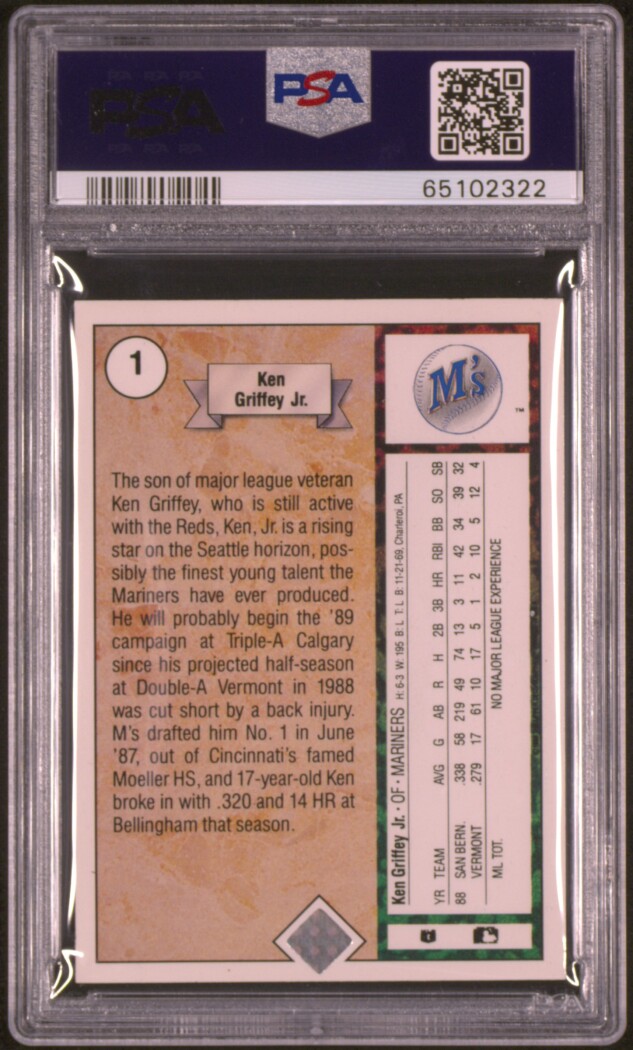 PSA PSA PSA
PSA
PSA PSA PSA
PSA
65102322
1
Ken
Griffey Jr.
The son of major league veteran
Ken Griffey, who is still active
with the Reds, Ken, Jr. is a rising
star on the Seattle horizon, pos-
sibly the finest young talent the
Mariners have ever produced.
He will probably begin the '89
campaign at Triple-A Calgary
since his projected half-season
at Double-A Vermont in 1988
was cut short by a back injury.
M's drafted him No. 1 in June
'87, out of Cincinnati's famed
Moeller HS, and 17-year-old Ken
broke in with .320 and 14 HR at
Bellingham that season.
M's
TM
Ken Griffey Jr. · OF · MARINERS H: 6-3 W: 195 B: L T: L B: 11-21-69, Charleroi, PA
YR TEAM AVG G AB R H 2B 3B HR RBI BB SO SB
88 SAN BERN. .338 58 219 49 74 13 3 11 42 34 39 32
VERMONT .279 17 61 10 17 5 1 2 10 5 12 4
ML TOT. NO MAJOR LEAGUE EXPERIENCE